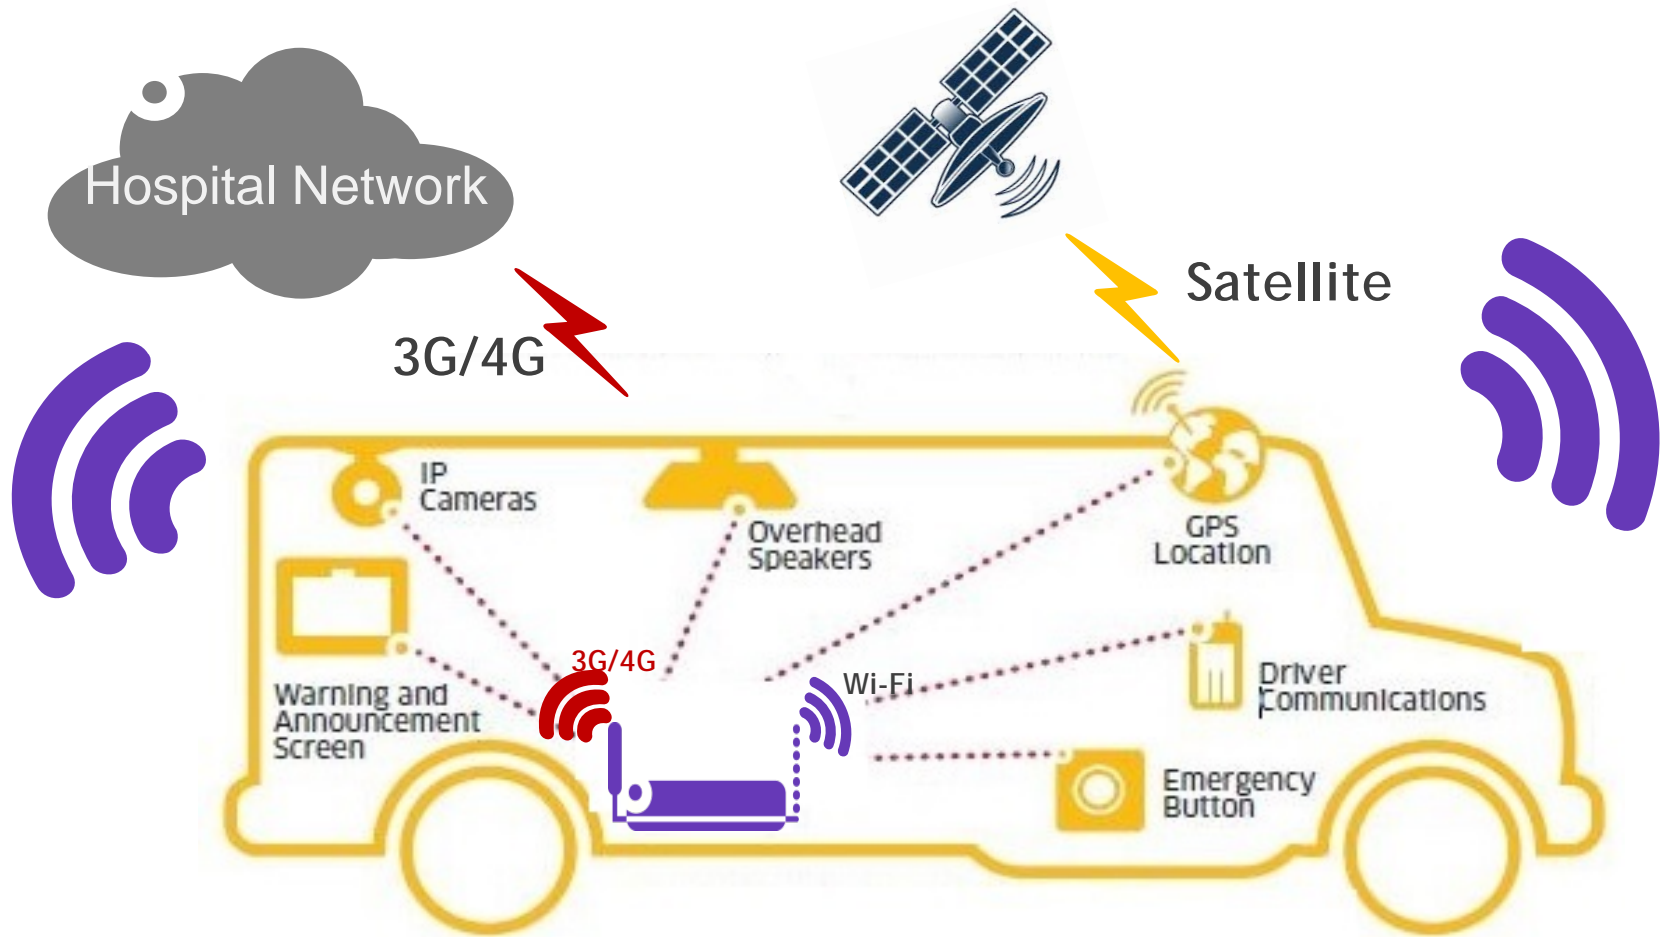 Hospital Network
Satellite
3G/4G
IP
Cameras
Overhead
Speakers
GPS
Location
3G/4G
Wi-Fi
Warning and
Announcement
Screen
Driver
Communications
Emergency
Button